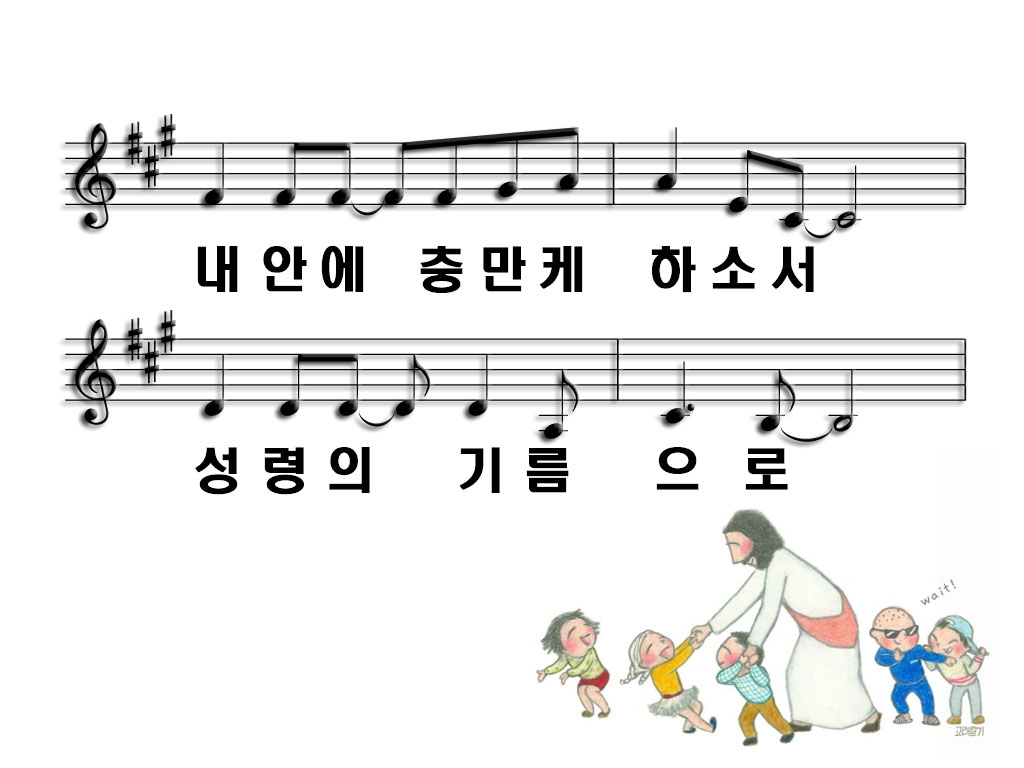 내 안에 충 만 케 하 소 서
성 령 의 기 름 으 로
wait!